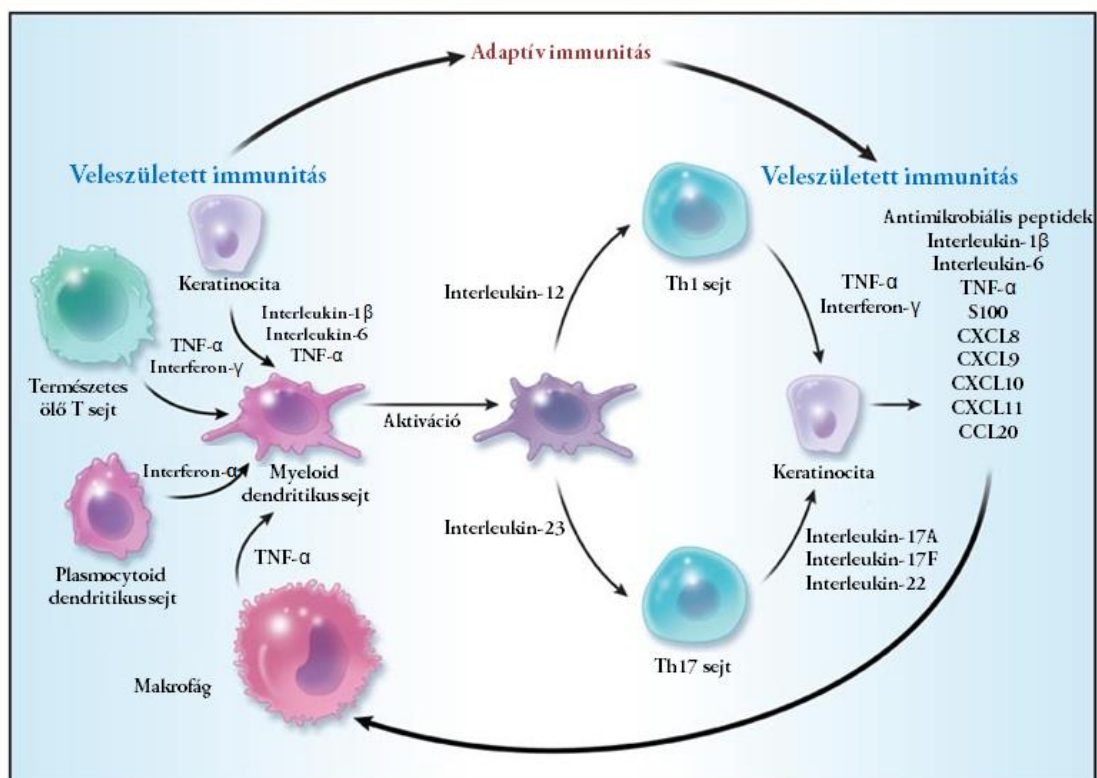 Adaptív immunitás
Veleszületett immunitás
Keratinocita
Interleukin-1β
Interleukin-6
TNF-α
TNF-α
Interferon-γ
Természetes
ölő T sejt
Interferon-α
Myeloid
dendritikus sejt
Plasmocytoid
dendritikus sejt
TNF-α
Makrofág
Aktiváció
Interleukin-12
Interleukin-23
Th1 sejt
TNF-α
Interferon-γ
Keratinocita
Interleukin-17A
Interleukin-17F
Interleukin-22
Th17 sejt
Veleszületett immunitás
Antimikrobiális peptidek
Interleukin-1β
Interleukin-6
TNF-α
S100
CXCL8
CXCL9
CXCL10
CXCL11
CCL20